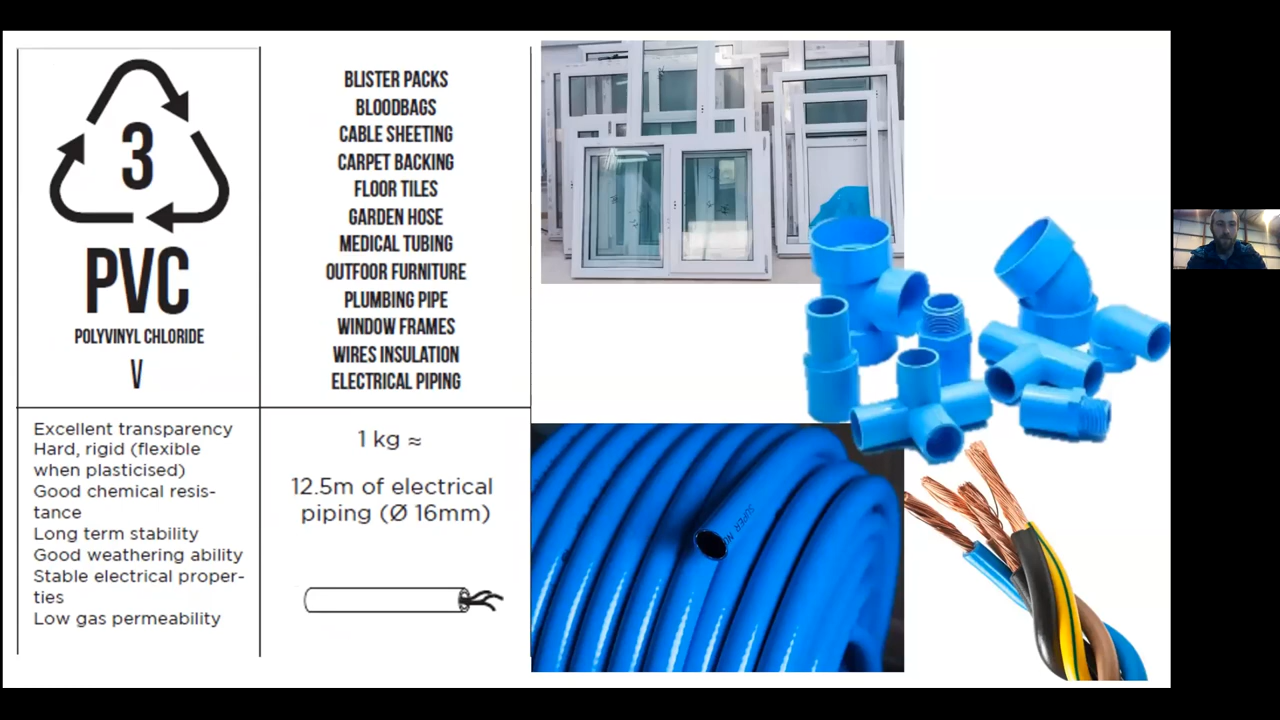 3
PVC
POLYVINYL CHLORIDE
V
BLISTER PACKS
BLOODBAGS
CABLE SHEETING
CARPET BACKING
FLOOR TILES
GARDEN HOSE
MEDICAL TUBING
OUTFOOR FURNITURE
PLUMBING PIPE
WINDOW FRAMES
WIRES INSULATION
ELECTRICAL PIPING
Excellent transparency
Hard, rigid (flexible
when plasticised)
Good chemical resis-
tance
Long term stability
Good weathering ability
Stable electrical proper-
ties
Low gas permeability
1 kg ≈
12.5m of electrical
piping (Ø 16mm)
SUPER